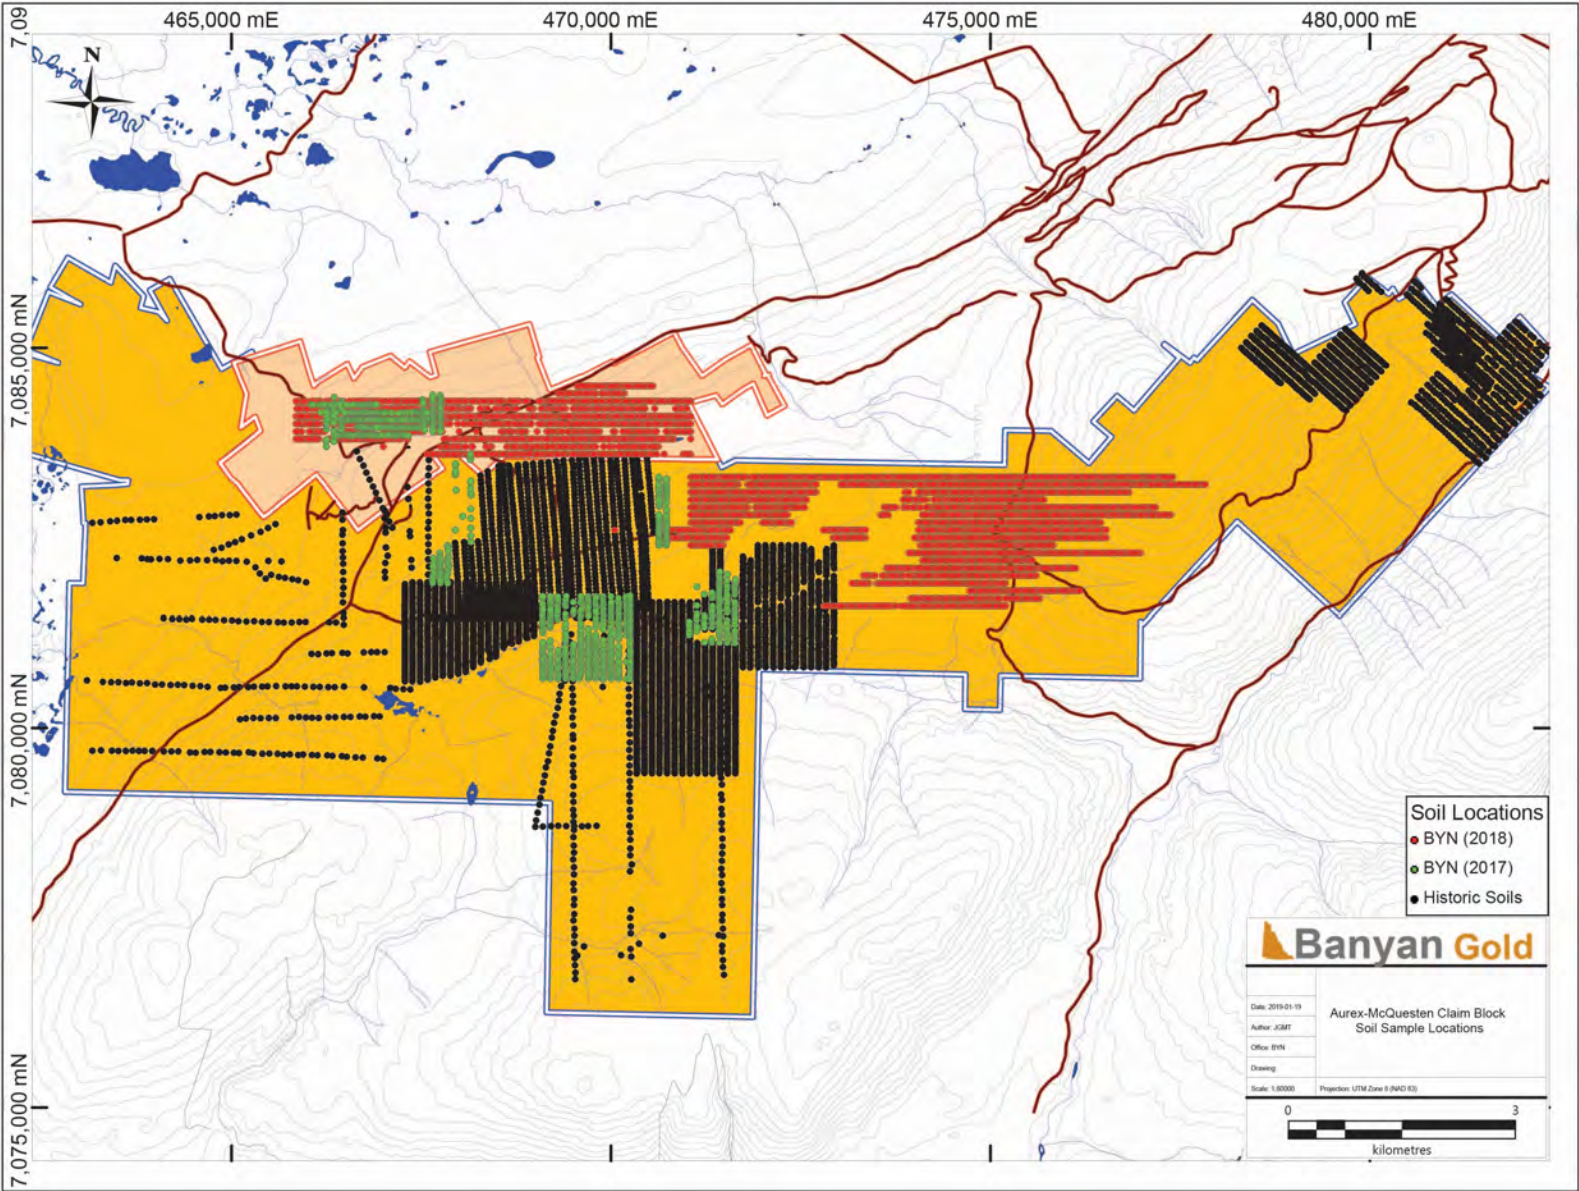 465,000 mE
470,000 mE
475,000 mE
480,000 mE
7,09
N
7,085,000 mN
7,080,000 mN
7,075,000 mN
Soil Locations
BYN (2018)
BYN (2017)
Historic Soils
Banyan Gold
Date: 2019-01-19
Author: JGMT
Office: BYN
Drawing:
Scale: 1:60000
Aurex-McQuesten Claim Block
Soil Sample Locations
Projection: UTM Zone 8 (NAD 83)
0
3
kilometres